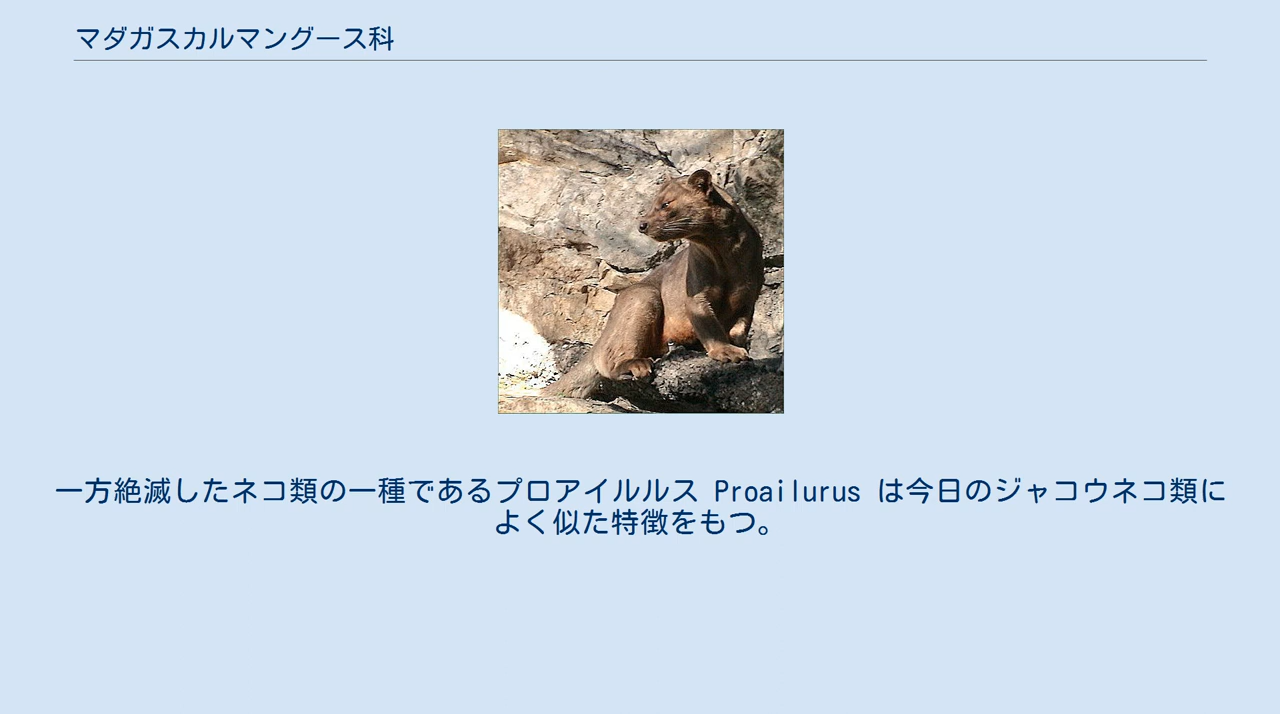 マダガスカルマングース科
一方絶滅したネコ類の一種であるプロアイルルス Proailurus は今日のジャコウネコ類に
よく似た特徴をもつ。